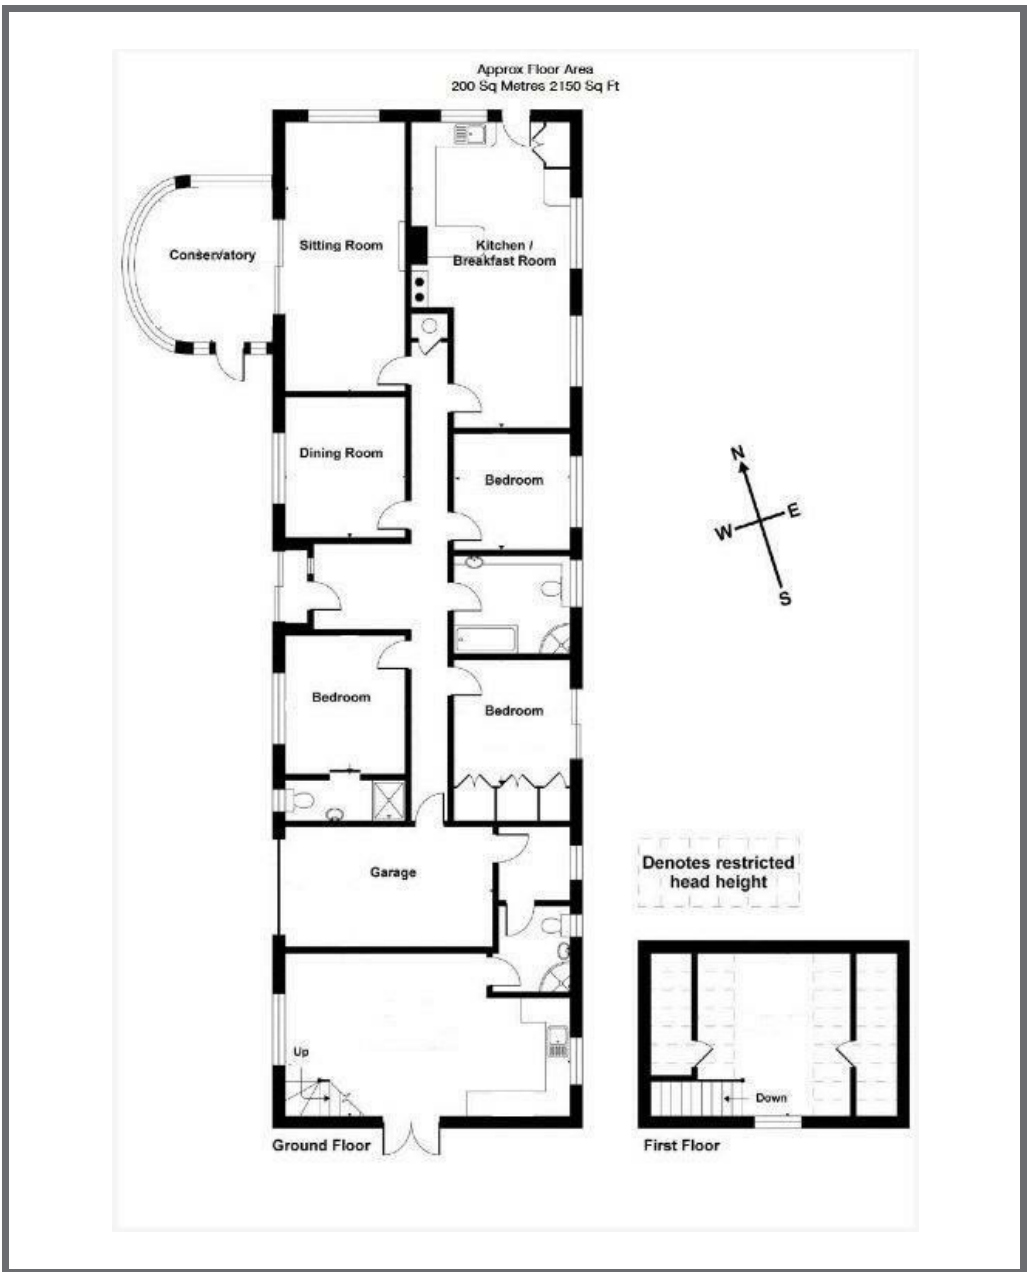 Approx Floor Area
200 Sq Metres 2150 Sq Ft
Sitting Room
Kitchen /
Breakfast Room
Conservatory
Dining Room
Bedroom
N
W
E
S
Bedroom
Bedroom
Garage
Denotes restricted
head height
Up
Down
Ground Floor
First Floor